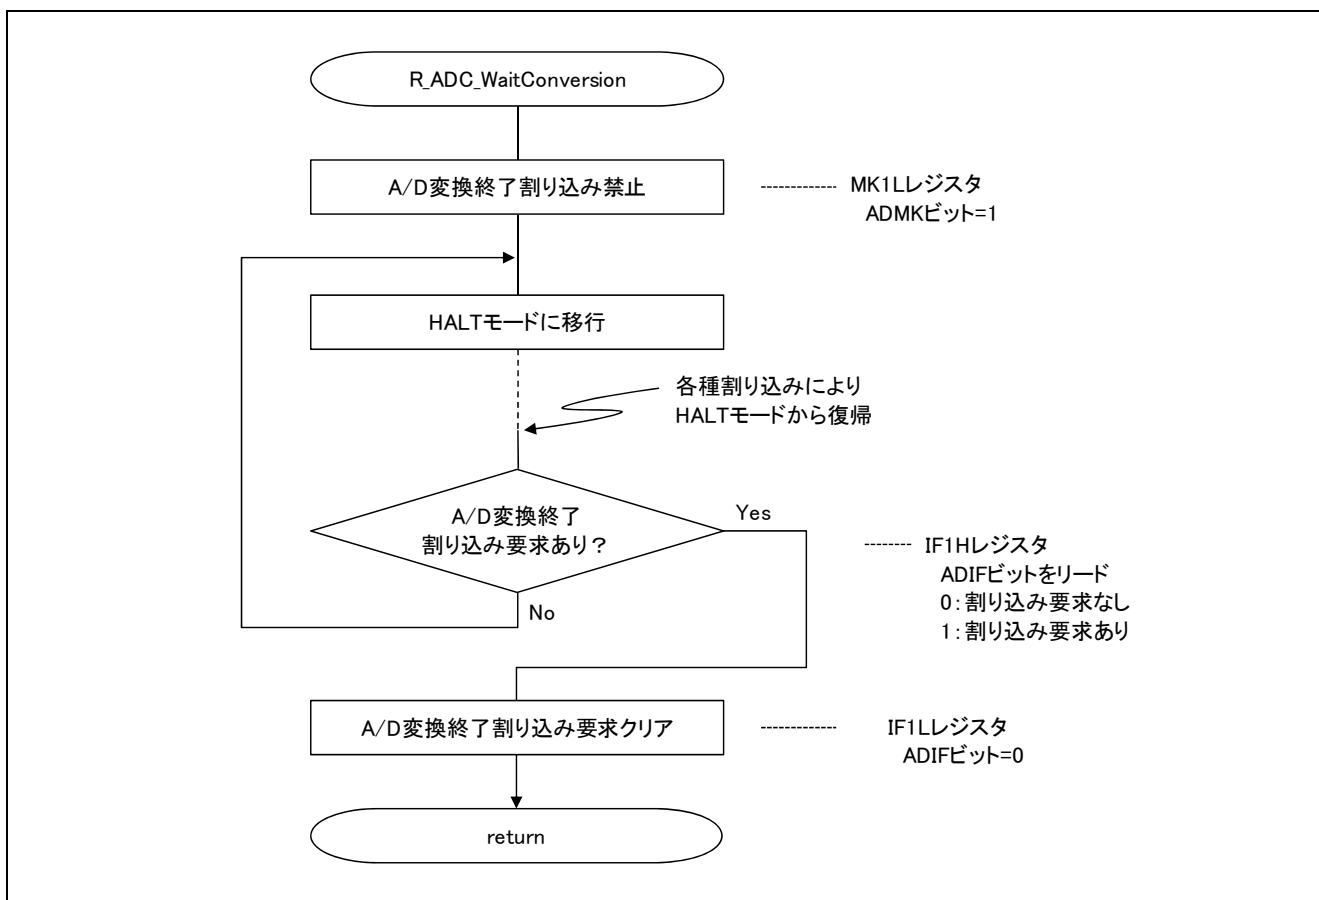 R_ADC_WaitConversion
A/D変換終了割り込み禁止
MK1Lレジスタ
ADMKビット=1
HALTモードに移行
各種割り込みにより
HALTモードから復帰
A/D変換終了
割り込み要求あり?
Yes
No
IF1Hレジスタ
ADIFビットをリード
0:割り込み要求なし
1:割り込み要求あり
A/D変換終了割り込み要求クリア
IF1Lレジスタ
ADIFビット=0
return